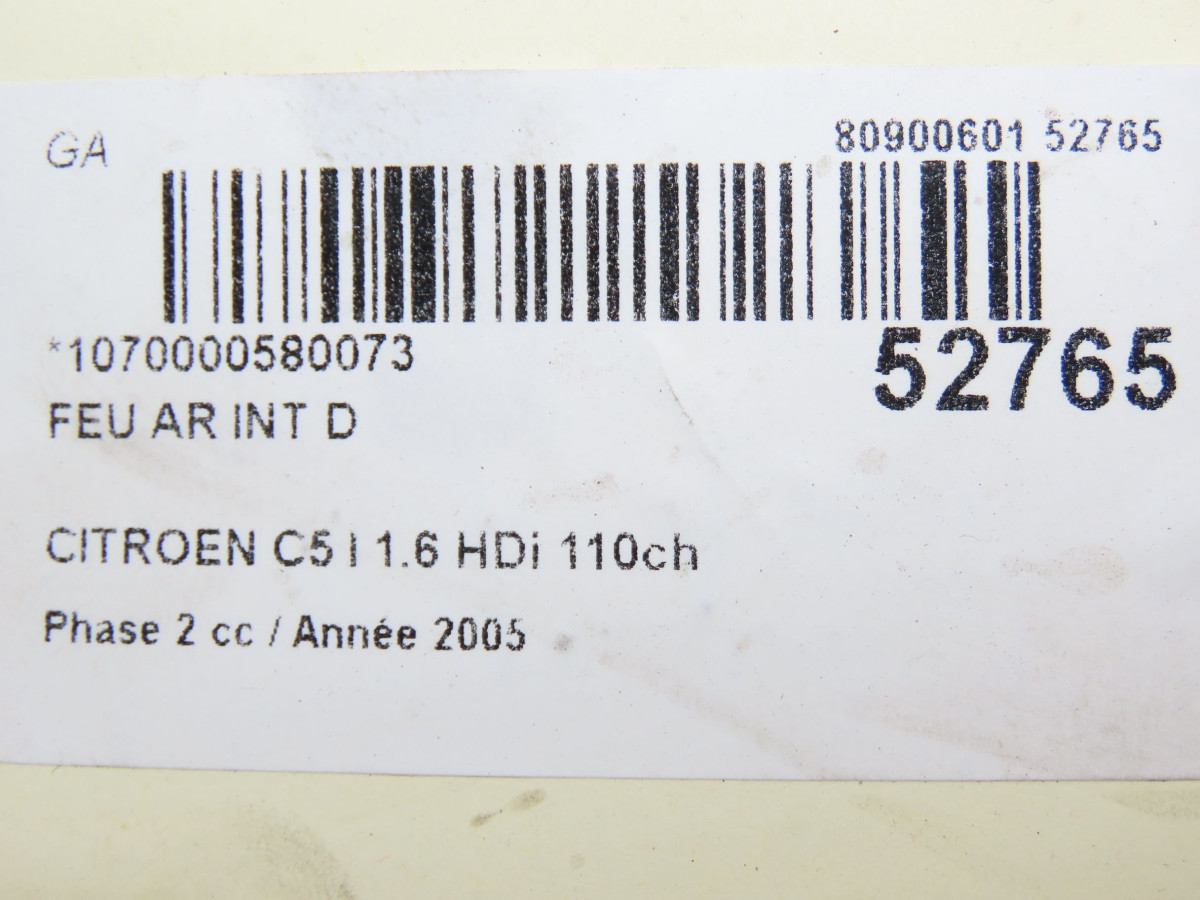 GA
80900601 52765
*1070000580073
52765
FEU AR INT D
CITROEN C5 I 1.6 HDi 110ch
Phase 2 cc / Année 2005